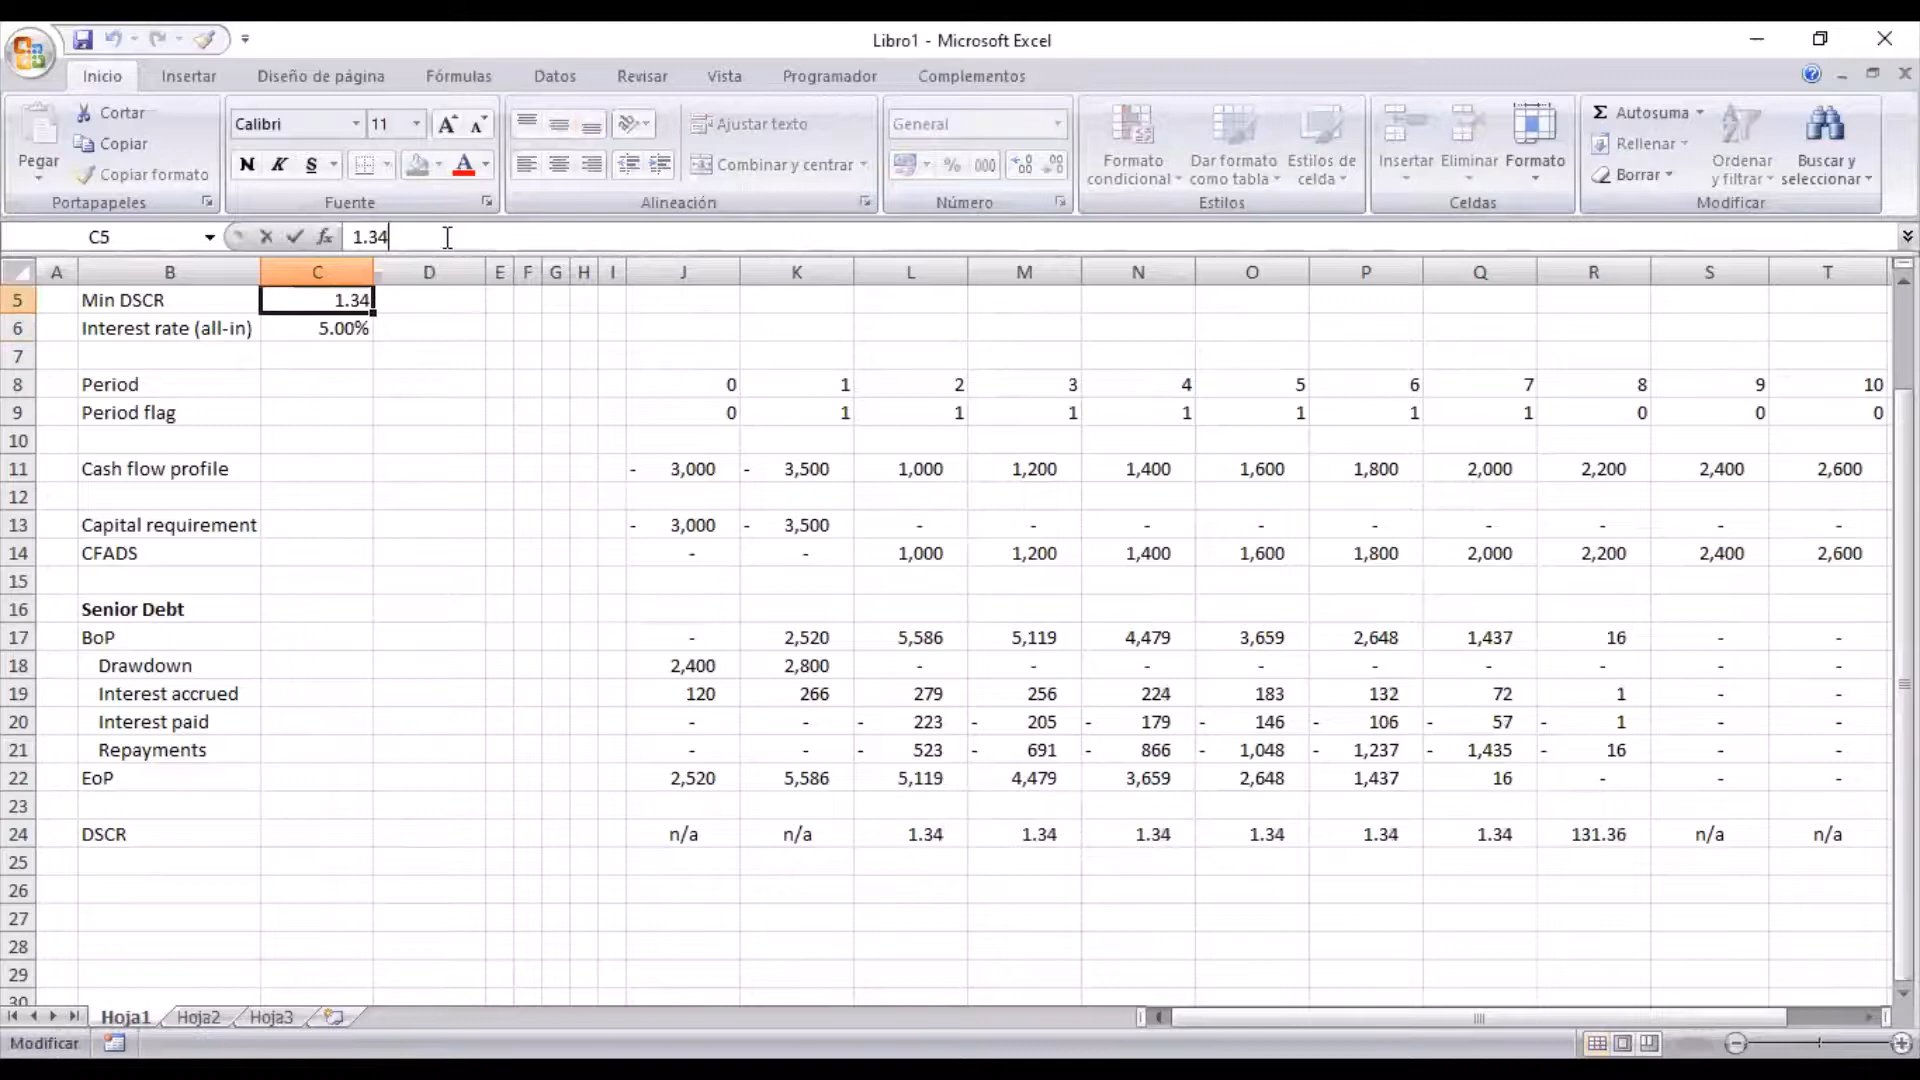 Libro1 - Microsoft Excel
Inicio Insertar Diseño de página Fórmulas Datos Revisar Vista Programador Complementos
Pegar Cortar Copiar Copiar formato Portapapeles
Calibri 11 N K S Fuente
Ajustar texto Combinar y centrar Alineación
General % 000 Número
Formato condicional Dar formato como tabla Estilos de celda Estilos
Insertar Eliminar Formato Celdas
Σ Autosuma Rellenar Borrar Ordenar y filtrar Buscar y seleccionar Modificar
C5 fx 1.34
A B C D E F G H I J K L M N O P Q R S T
5 Min DSCR 1.34
6 Interest rate (all-in) 5.00%
7
8 Period 0 1 2 3 4 5 6 7 8 9 10
9 Period flag 0 1 1 1 1 1 1 1 0 0 0
10
11 Cash flow profile - 3,000 - 3,500 1,000 1,200 1,400 1,600 1,800 2,000 2,200 2,400 2,600
12
13 Capital requirement - 3,000 - 3,500 - - - - - - - - -
14 CFADS - - 1,000 1,200 1,400 1,600 1,800 2,000 2,200 2,400 2,600
15
16 Senior Debt
17 BoP - 2,520 5,586 5,119 4,479 3,659 2,648 1,437 16 - -
18 Drawdown 2,400 2,800 - - - - - - - - -
19 Interest accrued 120 266 279 256 224 183 132 72 1 - -
20 Interest paid - - - 223 - 205 - 179 - 146 - 106 - 57 - 1 - -
21 Repayments - - - 523 - 691 - 866 - 1,048 - 1,237 - 1,435 - 16 - -
22 EoP 2,520 5,586 5,119 4,479 3,659 2,648 1,437 16 - - -
23
24 DSCR n/a n/a 1.34 1.34 1.34 1.34 1.34 1.34 131.36 n/a n/a
25
26
27
28
29
30
Hoja1 Hoja2 Hoja3
Modificar